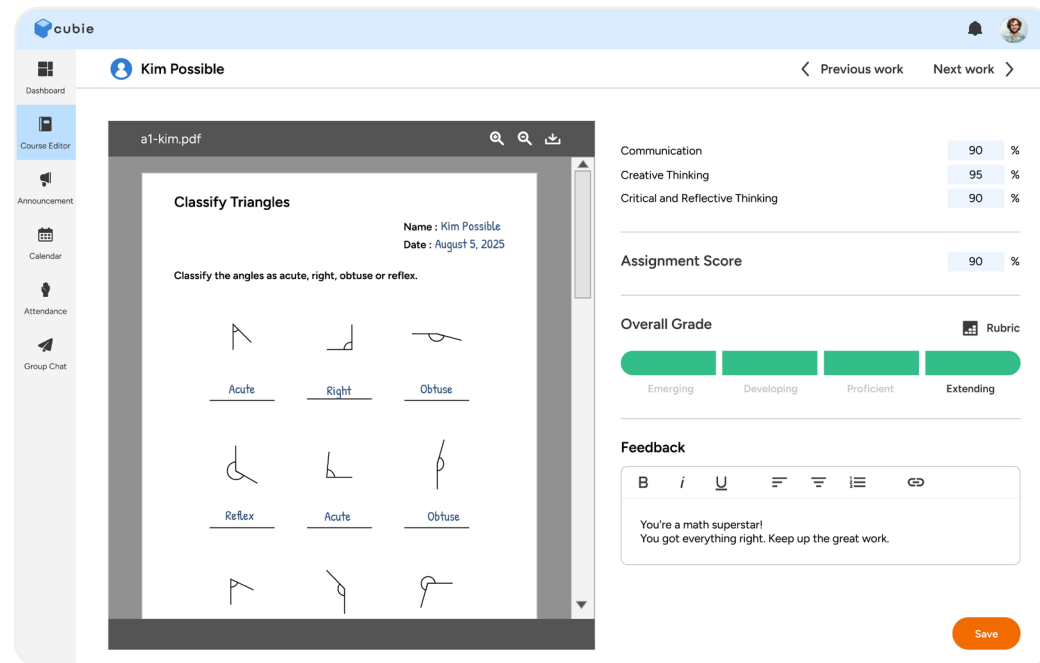 cubie
Dashboard
Course Editor
Announcement
Calendar
Attendance
Group Chat
Kim Possible
Previous work
Next work
a1-kim.pdf
Classify Triangles
Name : Kim Possible
Date : August 5, 2025
Classify the angles as acute, right, obtuse or reflex.
Acute Right Obtuse
Reflex Acute Obtuse
Communication 90 %
Creative Thinking 95 %
Critical and Reflective Thinking 90 %
Assignment Score 90 %
Overall Grade
Rubric
Emerging Developing Proficient Extending
Feedback
B i U
You're a math superstar!
You got everything right. Keep up the great work.
Save